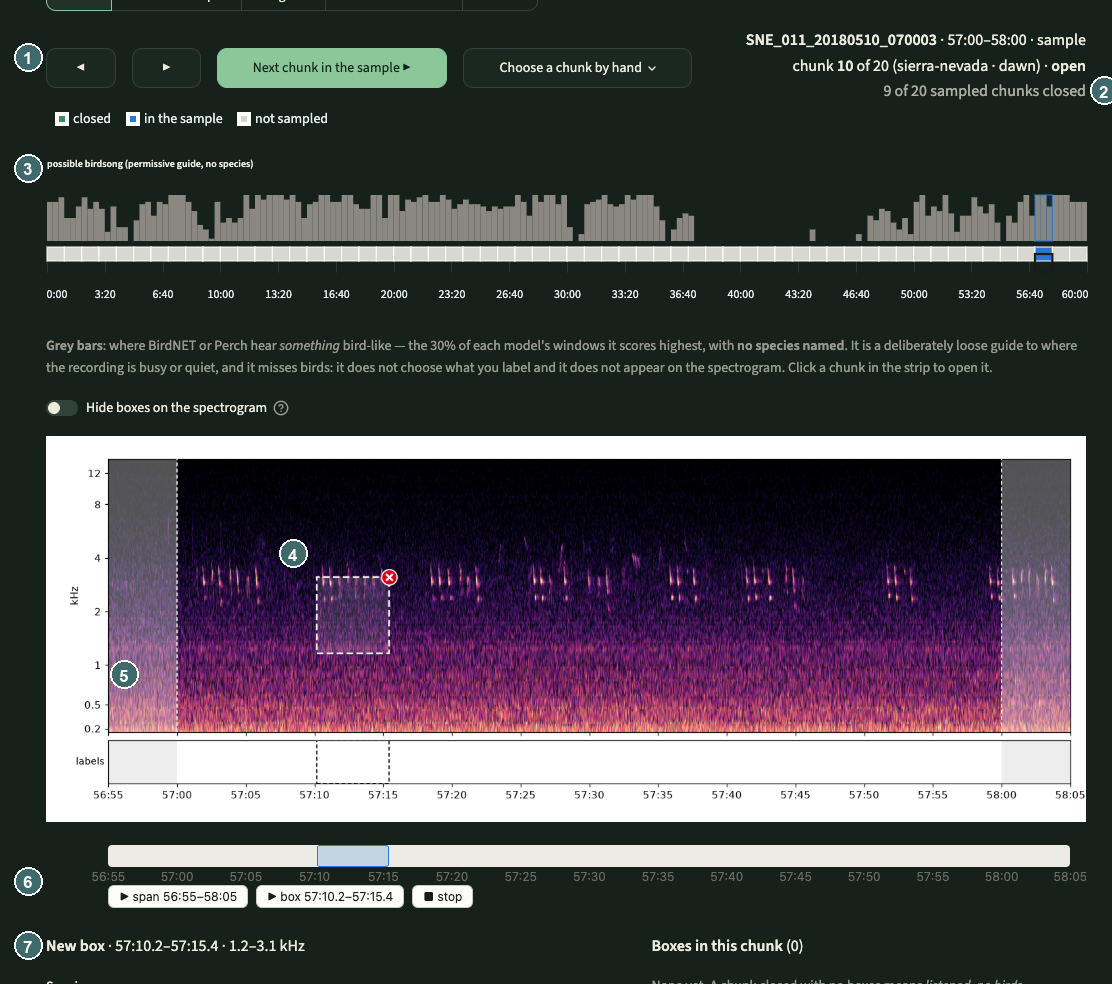 1
◄
►
Next chunk in the sample ►
Choose a chunk by hand
SNE_011_20180510_070003 · 57:00–58:00 · sample
chunk 10 of 20 (sierra-nevada · dawn) · open
9 of 20 sampled chunks closed
2
closed
in the sample
not sampled
3
possible birdsong (permissive guide, no species)
0:00 3:20 6:40 10:00 13:20 16:40 20:00 23:20 26:40 30:00 33:20 36:40 40:00 43:20 46:40 50:00 53:20 56:40 60:00
Grey bars: where BirdNET or Perch hear something bird-like — the 30% of each model's windows it scores highest, with no species named. It is a deliberately loose guide to where
the recording is busy or quiet, and it misses birds: it does not choose what you label and it does not appear on the spectrogram. Click a chunk in the strip to open it.
Hide boxes on the spectrogram ?
12
8
4
4
kHz
2
1
5
0.5
0.2
labels
56:55 57:00 57:05 57:10 57:15 57:20 57:25 57:30 57:35 57:40 57:45 57:50 57:55 58:00 58:05
56:55 57:00 57:05 57:10 57:15 57:20 57:25 57:30 57:35 57:40 57:45 57:50 57:55 58:00 58:05
6
► span 56:55–58:05
► box 57:10.2–57:15.4
■ stop
7
New box · 57:10.2–57:15.4 · 1.2–3.1 kHz
Boxes in this chunk (0)